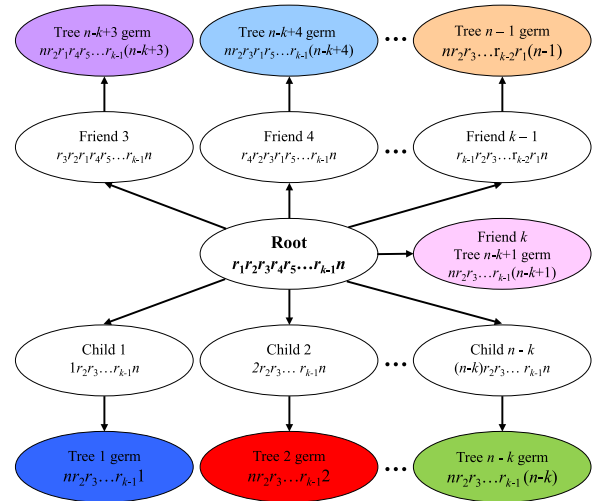 Tree n-k+3 germ
nr₂r₁r₄r₅…rₖ₋₁(n-k+3)
Tree n-k+4 germ
nr₂r₃r₁r₅…rₖ₋₁(n-k+4)
...
Tree n – 1 germ
nr₂r₃…rₖ₋₂r₁(n-1)
Friend 3
r₃r₂r₁r₄r₅…rₖ₋₁n
Friend 4
r₄r₂r₃r₁r₅…rₖ₋₁n
...
Friend k – 1
rₖ₋₁r₂r₃…rₖ₋₂r₁n
Root
r₁r₂r₃r₄r₅…rₖ₋₁n
Friend k
Tree n-k+1 germ
nr₂r₃…rₖ₋₁(n-k+1)
Child 1
1r₂r₃… rₖ₋₁n
Child 2
2r₂r₃… rₖ₋₁n
...
Child n - k
(n-k)r₂r₃… rₖ₋₁n
Tree 1 germ
nr₂r₃…rₖ₋₁1
Tree 2 germ
nr₂r₃…rₖ₋₁2
...
Tree n - k germ
nr₂r₃…rₖ₋₁(n-k)